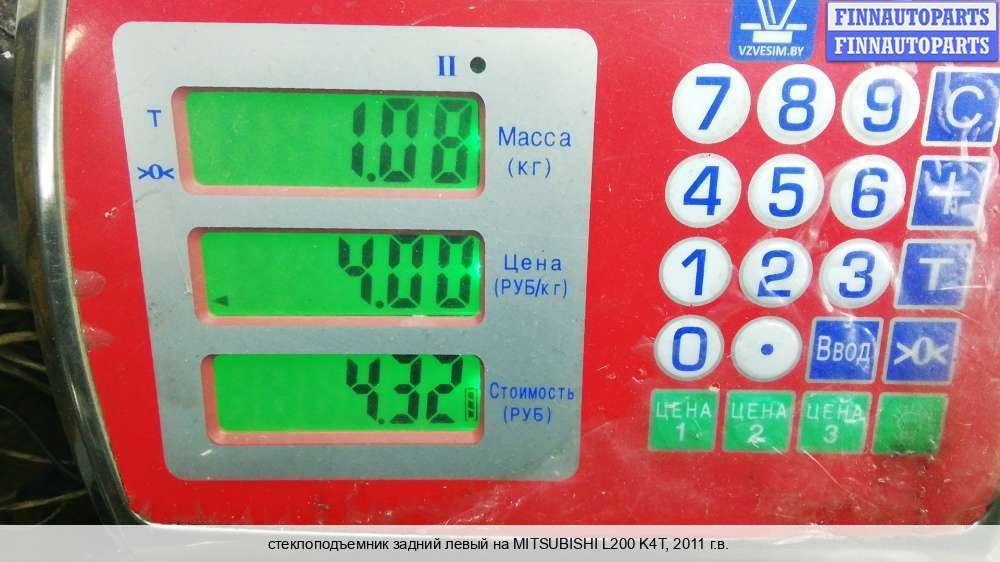 FINNAUTOPARTS
FINNAUTOPARTS
VZVESIM.BY
II
T
>0<
1.08
Масса
(кг)
4.00
Цена
(РУБ/кг)
4.32
Стоимость
(РУБ)
7 8 9 C
4 5 6 +
1 2 3 T
0 . Ввод >0<
ЦЕНА 1
ЦЕНА 2
ЦЕНА 3
стеклоподъемник задний левый на MITSUBISHI L200 K4T, 2011 г.в.